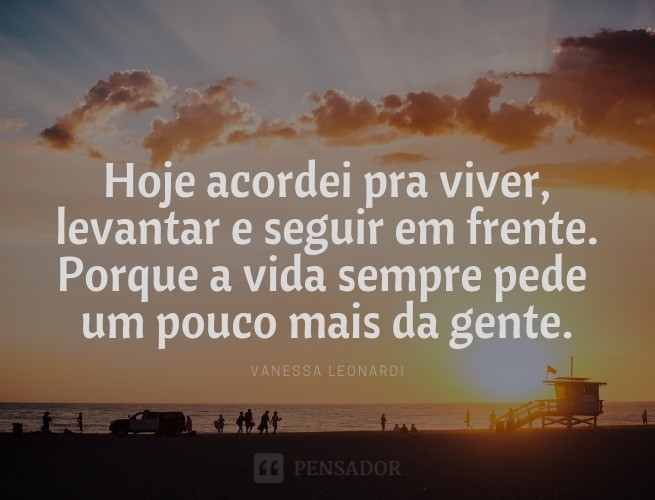 Hoje acordei pra viver,
levantar e seguir em frente.
Porque a vida sempre pede
um pouco mais da gente.
VANESSA LEONARDI
PENSADOR